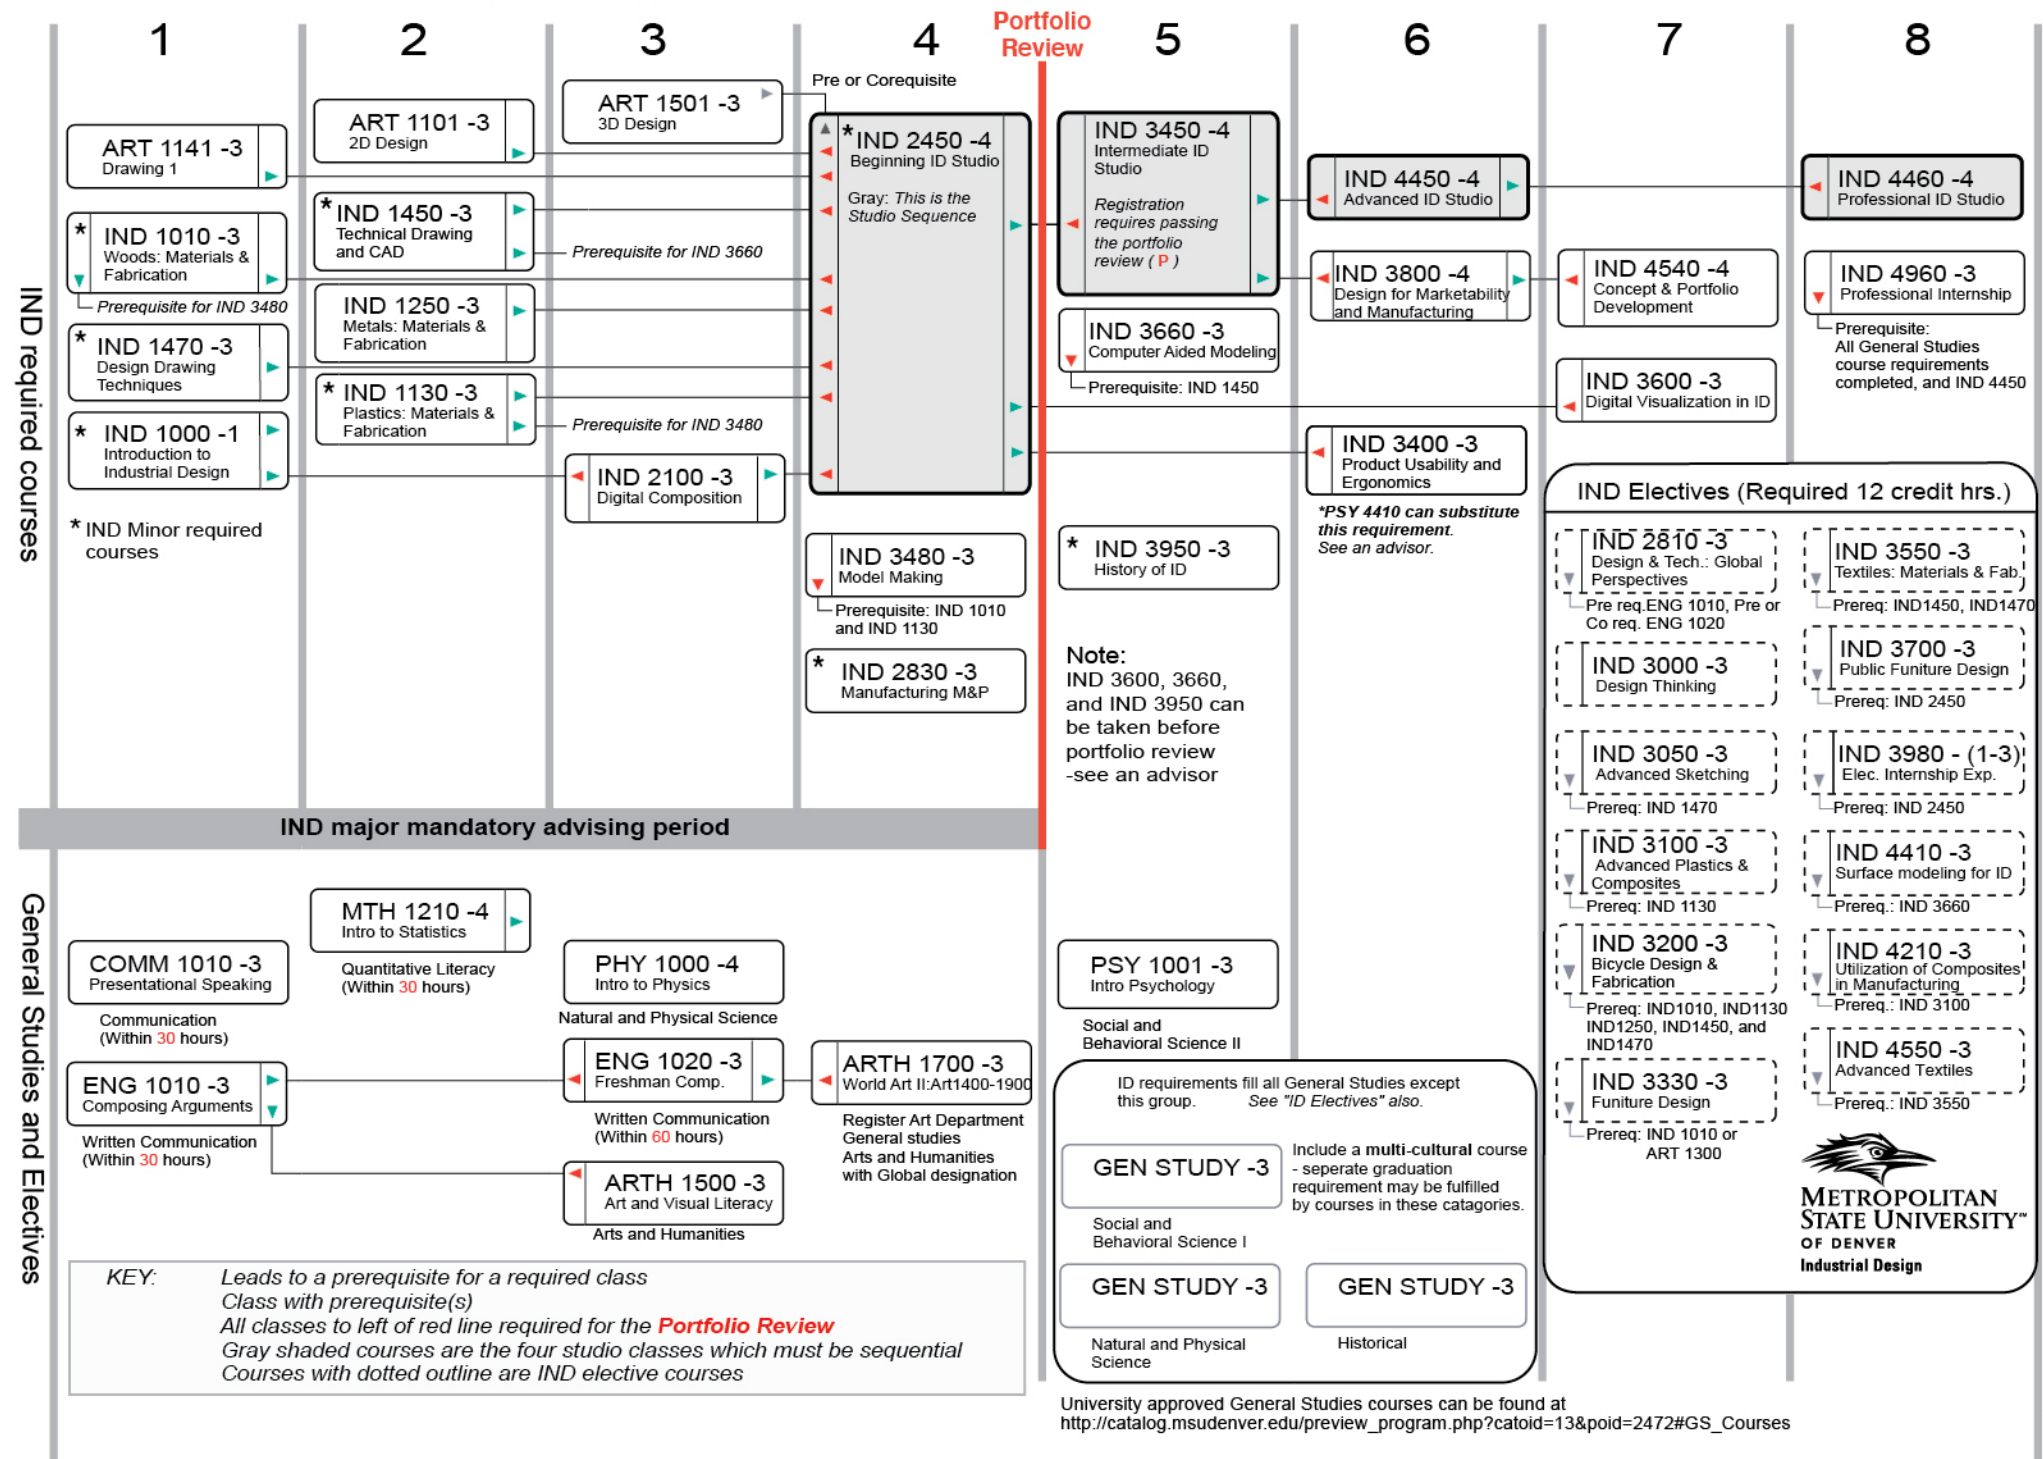 1
2
3
4
Portfolio
Review
5
6
7
8
IND required courses
ART 1141 -3
Drawing 1
*
IND 1010 -3
Woods: Materials &
Fabrication
Prerequisite for IND 3480
*
IND 1470 -3
Design Drawing
Techniques
*
IND 1000 -1
Introduction to
Industrial Design
* IND Minor required
courses
ART 1101 -3
2D Design
*
IND 1450 -3
Technical Drawing
and CAD
Prerequisite for IND 3660
IND 1250 -3
Metals: Materials &
Fabrication
*
IND 1130 -3
Plastics: Materials &
Fabrication
Prerequisite for IND 3480
ART 1501 -3
3D Design
IND 2100 -3
Digital Composition
Pre or Corequisite
*IND 2450 -4
Beginning ID Studio
Gray: This is the
Studio Sequence
IND 3480 -3
Model Making
Prerequisite: IND 1010
and IND 1130
*
IND 2830 -3
Manufacturing M&P
IND 3450 -4
Intermediate ID
Studio
Registration
requires passing
the portfolio
review ( P )
IND 3660 -3
Computer Aided Modeling
Prerequisite: IND 1450
*
IND 3950 -3
History of ID
Note:
IND 3600, 3660,
and IND 3950 can
be taken before
portfolio review
-see an advisor
IND 4450 -4
Advanced ID Studio
IND 3800 -4
Design for Marketability
and Manufacturing
IND 3400 -3
Product Usability and
Ergonomics
*PSY 4410 can substitute
this requirement.
See an advisor.
IND 4540 -4
Concept & Portfolio
Development
IND 3600 -3
Digital Visualization in ID
IND 4460 -4
Professional ID Studio
IND 4960 -3
Professional Internship
Prerequisite:
All General Studies
course requirements
completed, and IND 4450
IND Electives (Required 12 credit hrs.)
IND 2810 -3
Design & Tech.: Global
Perspectives
Pre req.ENG 1010, Pre or
Co req. ENG 1020
IND 3000 -3
Design Thinking
IND 3050 -3
Advanced Sketching
Prereq: IND 1470
IND 3100 -3
Advanced Plastics &
Composites
Prereq: IND 1130
IND 3200 -3
Bicycle Design &
Fabrication
Prereq: IND1010, IND1130
IND1250, IND1450, and
IND1470
IND 3330 -3
Funiture Design
Prereq: IND 1010 or
ART 1300
IND 3550 -3
Textiles: Materials & Fab.
Prereq: IND1450, IND1470
IND 3700 -3
Public Funiture Design
Prereq: IND 2450
IND 3980 - (1-3)
Elec. Internship Exp.
Prereq: IND 2450
IND 4410 -3
Surface modeling for ID
Prereq.: IND 3660
IND 4210 -3
Utilization of Composites
in Manufacturing
Prereq.: IND 3100
IND 4550 -3
Advanced Textiles
Prereq.: IND 3550
METROPOLITAN
STATE UNIVERSITY™
OF DENVER
Industrial Design
IND major mandatory advising period
General Studies and Electives
COMM 1010 -3
Presentational Speaking
Communication
(Within 30 hours)
ENG 1010 -3
Composing Arguments
Written Communication
(Within 30 hours)
MTH 1210 -4
Intro to Statistics
Quantitative Literacy
(Within 30 hours)
PHY 1000 -4
Intro to Physics
Natural and Physical Science
ENG 1020 -3
Freshman Comp.
Written Communication
(Within 60 hours)
ARTH 1500 -3
Art and Visual Literacy
Arts and Humanities
ARTH 1700 -3
World Art II:Art1400-1900
Register Art Department
General studies
Arts and Humanities
with Global designation
PSY 1001 -3
Intro Psychology
Social and
Behavioral Science II
ID requirements fill all General Studies except
this group. See "ID Electives" also.
GEN STUDY -3
Social and
Behavioral Science I
Include a multi-cultural course
- seperate graduation
requirement may be fulfilled
by courses in these catagories.
GEN STUDY -3
Natural and Physical
Science
GEN STUDY -3
Historical
KEY:
Leads to a prerequisite for a required class
Class with prerequisite(s)
All classes to left of red line required for the Portfolio Review
Gray shaded courses are the four studio classes which must be sequential
Courses with dotted outline are IND elective courses
University approved General Studies courses can be found at
http://catalog.msudenver.edu/preview_program.php?catoid=13&poid=2472#GS_Courses